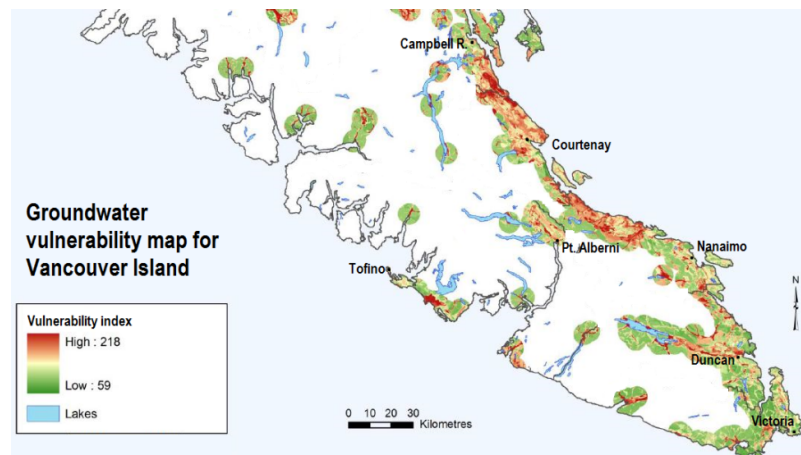 Campbell R.
Courtenay
Groundwater
vulnerability map for
Vancouver Island
Pt. Alberni
Nanaimo
Tofino
N
Vulnerability index
High : 218
Low : 59
Lakes
Duncan
0 10 20 30
Kilometres
Victoria